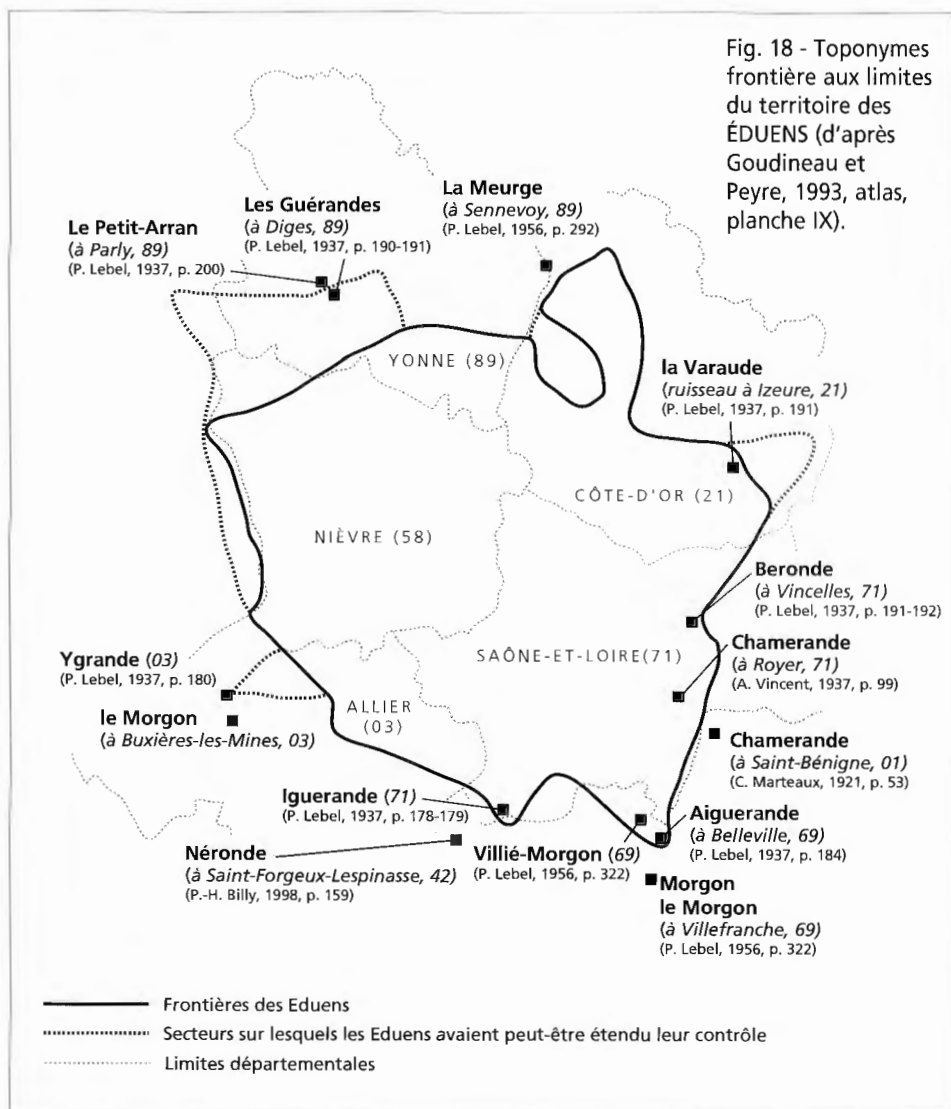 Fig. 18 - Toponymes
frontière aux limites
du territoire des
ÉDUENS (d'après
Goudineau et
Peyre, 1993, atlas,
planche IX).
La Meurge
(à Sennevoy, 89)
(P. Lebel, 1956, p. 292)
Les Guérandes
(à Diges, 89)
(P. Lebel, 1937, p. 190-191)
Le Petit-Arran
(à Parly, 89)
(P. Lebel, 1937, p. 200)
YONNE (89)
la Varaude
(ruisseau à Izeure, 21)
(P. Lebel, 1937, p. 191)
CÔTE-D'OR (21)
NIÈVRE (58)
Beronde
(à Vincelles, 71)
(P. Lebel, 1937, p. 191-192)
SAÔNE-ET-LOIRE(71)
Chamerande
(à Royer, 71)
(A. Vincent, 1937, p. 99)
Ygrande (03)
(P. Lebel, 1937, p. 180)
le Morgon
(à Buxières-les-Mines, 03)
ALLIER
(03)
Chamerande
(à Saint-Bénigne, 01)
(C. Marteaux, 1921, p. 53)
Iguerande (71)
(P. Lebel, 1937, p. 178-179)
Néronde
(à Saint-Forgeux-Lespinasse, 42)
(P.-H. Billy, 1998, p. 159)
Villié-Morgon (69)
(P. Lebel, 1956, p. 322)
Aiguerande
(à Belleville, 69)
(P. Lebel, 1937, p. 184)
Morgon
le Morgon
(à Villefranche, 69)
(P. Lebel, 1956, p. 322)
Frontières des Eduens
Secteurs sur lesquels les Eduens avaient peut-être étendu leur contrôle
Limites départementales